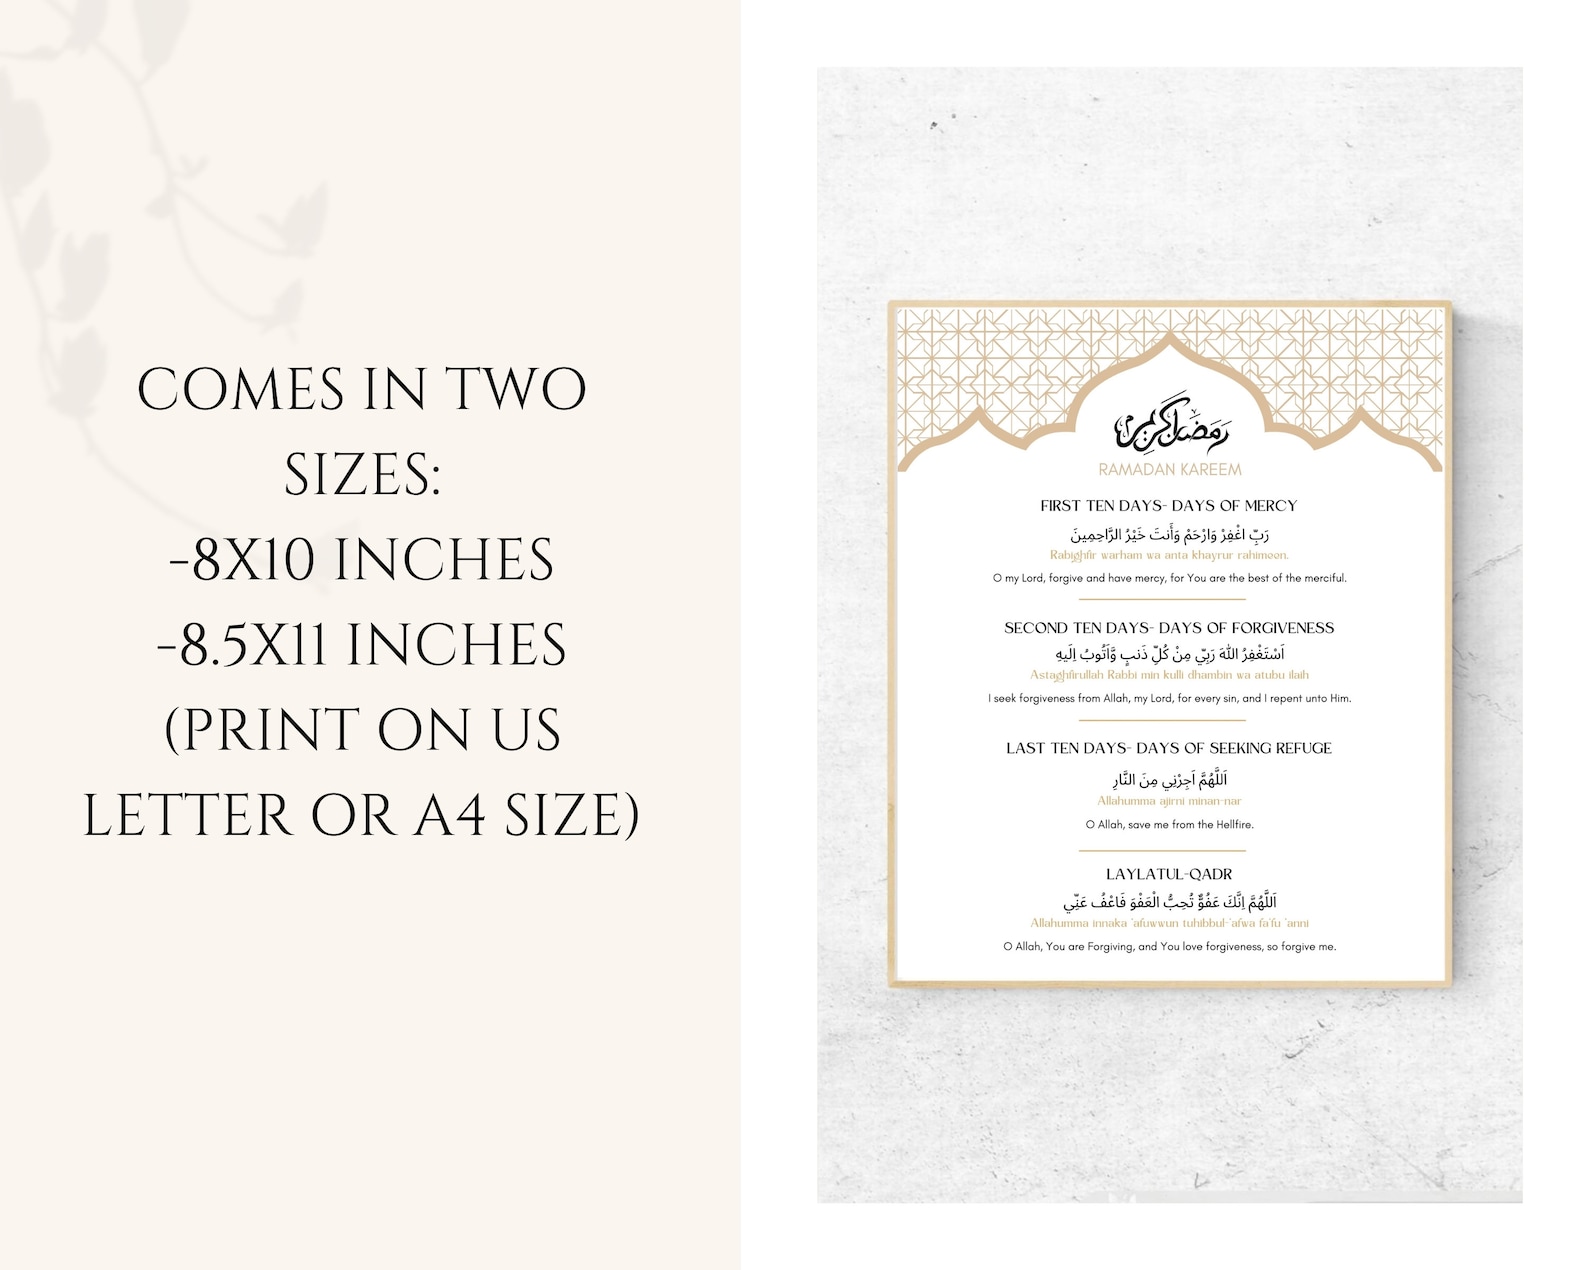 COMES IN TWO
SIZES:
-8X10 INCHES
-8.5X11 INCHES
(PRINT ON US
LETTER OR A4 SIZE)
رمضان كريم
RAMADAN KAREEM
FIRST TEN DAYS- DAYS OF MERCY
رَبِّ اغْفِرْ وَارْحَمْ وَأَنتَ خَيْرُ الرَّاحِمِينَ
Rabighfir warham wa anta khayrur rahimeen.
O my Lord, forgive and have mercy, for You are the best of the merciful.
SECOND TEN DAYS- DAYS OF FORGIVENESS
اَسْتَغْفِرُ اللهَ رَبِّي مِنْ كُلِّ ذَنبٍ وَّاَتُوبُ اِلَيهِ
Astaghfirullah Rabbi min kulli dhambin wa atubu ilaih
I seek forgiveness from Allah, my Lord, for every sin, and I repent unto Him.
LAST TEN DAYS- DAYS OF SEEKING REFUGE
اَللَّهُمَّ اَجِرْنِي مِنَ النَّارِ
Allahumma ajirni minan-nar
O Allah, save me from the Hellfire.
LAYLATUL-QADR
اَللَّهُمَّ اِنَّكَ عَفُوٌّ تُحِبُّ الْعَفْوَ فَاعْفُ عَنِّي
Allahumma innaka 'afuwwun tuhibbul-'afwa fa'fu 'anni
O Allah, You are Forgiving, and You love forgiveness, so forgive me.